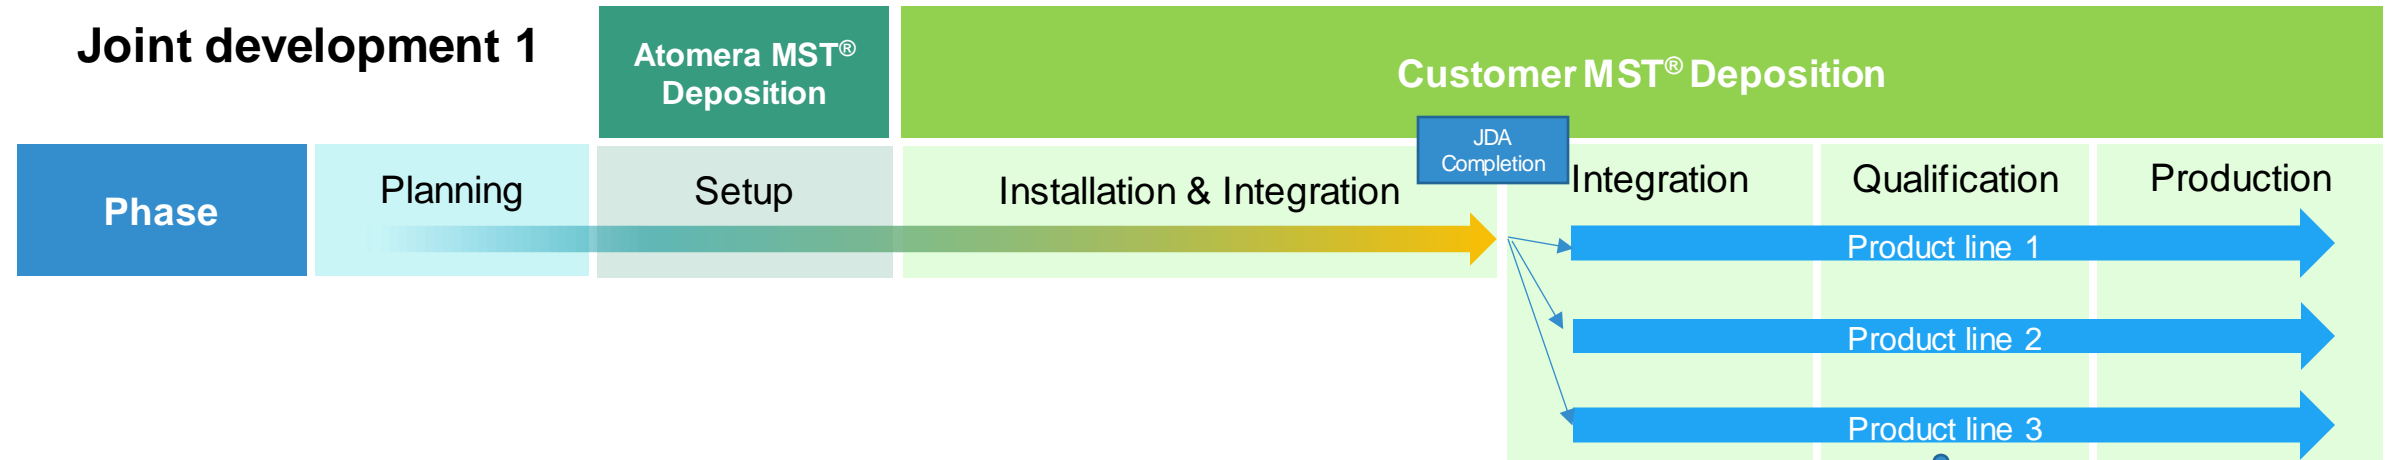 Joint development 1
Atomera MST®
Deposition
Customer MST® Deposition
JDA
Completion
Phase
Planning
Setup
Installation & Integration
Integration
Qualification
Production
Product line 1
Product line 2
Product line 3